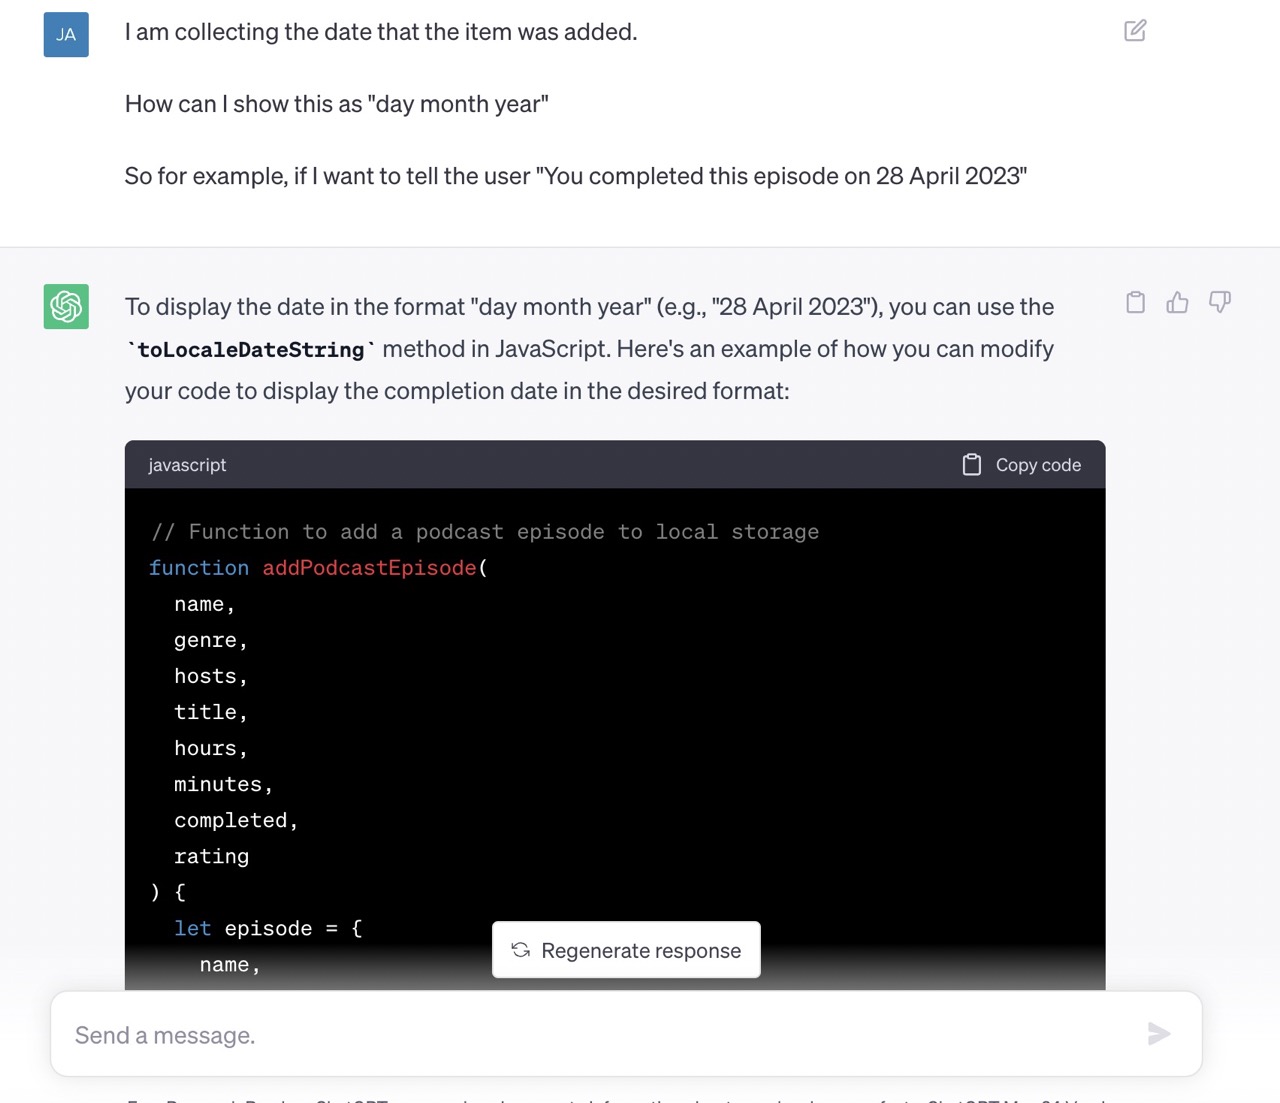 JA
I am collecting the date that the item was added.
How can I show this as "day month year"
So for example, if I want to tell the user "You completed this episode on 28 April 2023"
To display the date in the format "day month year" (e.g., "28 April 2023"), you can use the
`toLocaleDateString` method in JavaScript. Here's an example of how you can modify
your code to display the completion date in the desired format:
javascript
Copy code
// Function to add a podcast episode to local storage
function addPodcastEpisode(
name,
genre,
hosts,
title,
hours,
minutes,
completed,
rating
) {
let episode = {
name,
Regenerate response
Send a message.